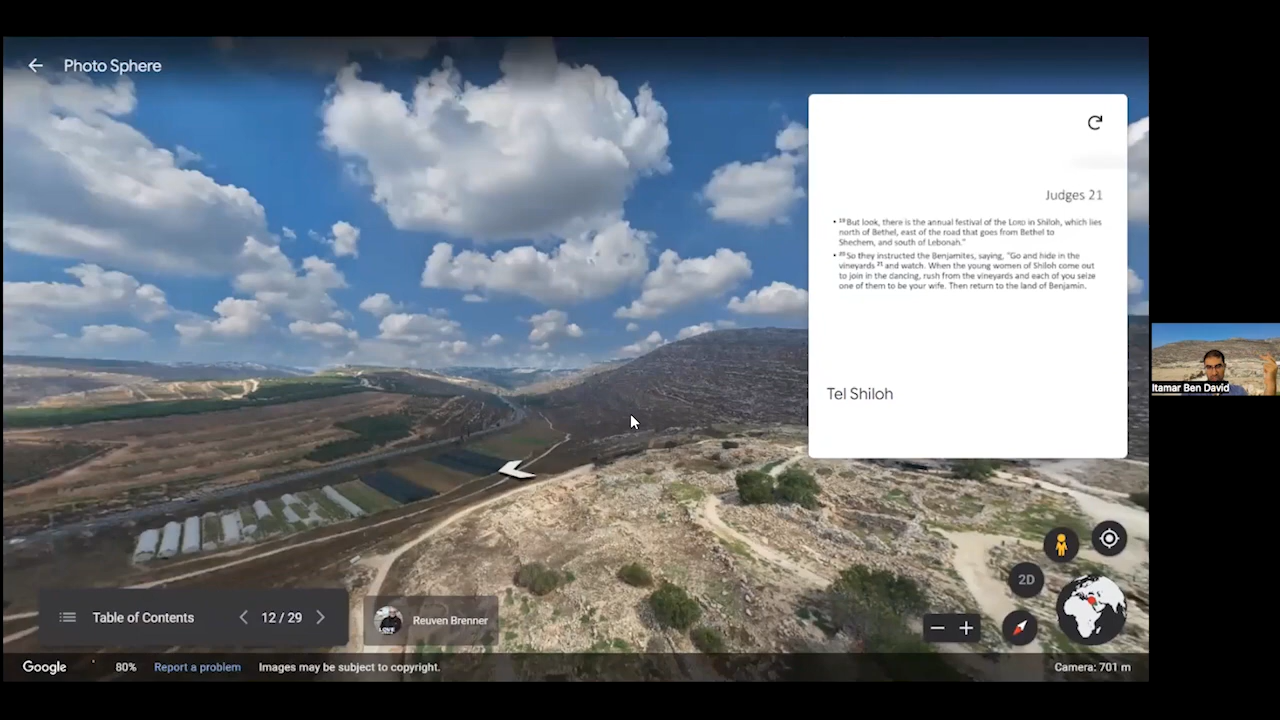 Photo Sphere
Judges 21
• 19 But look, there is the annual festival of the LORD in Shiloh, which lies
north of Bethel, east of the road that goes from Bethel to
Shechem, and south of Lebonah."
• 20 So they instructed the Benjamites, saying, "Go and hide in the
vineyards 21 and watch. When the young women of Shiloh come out
to join in the dancing, rush from the vineyards and each of you seize
one of them to be your wife. Then return to the land of Benjamin.
Tel Shiloh
Itamar Ben David
2D
Table of Contents
12 / 29
Reuven Brenner
LOVE
Google
80%
Report a problem
Images may be subject to copyright.
Camera: 701 m